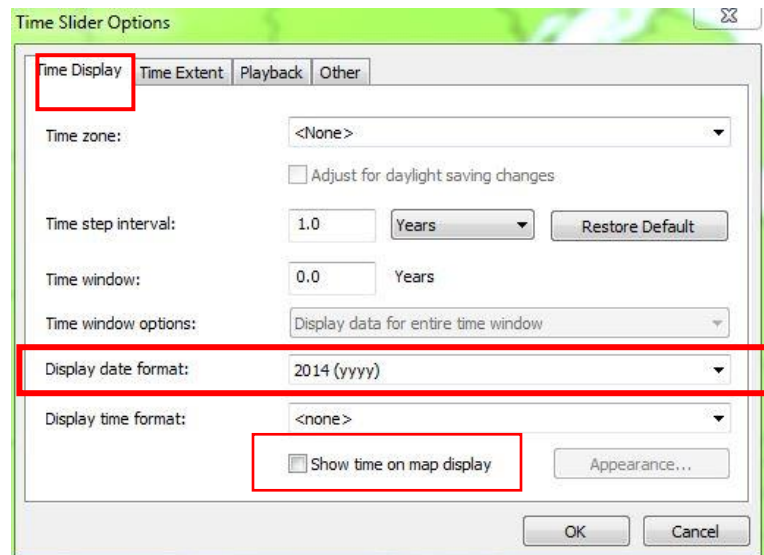 Time Slider Options
Time Display Time Extent Playback Other
Time zone: <None>
Adjust for daylight saving changes
Time step interval: 1.0 Years Restore Default
Time window: 0.0 Years
Time window options: Display data for entire time window
Display date format: 2014 (yyyy)
Display time format: <none>
Show time on map display Appearance...
OK Cancel